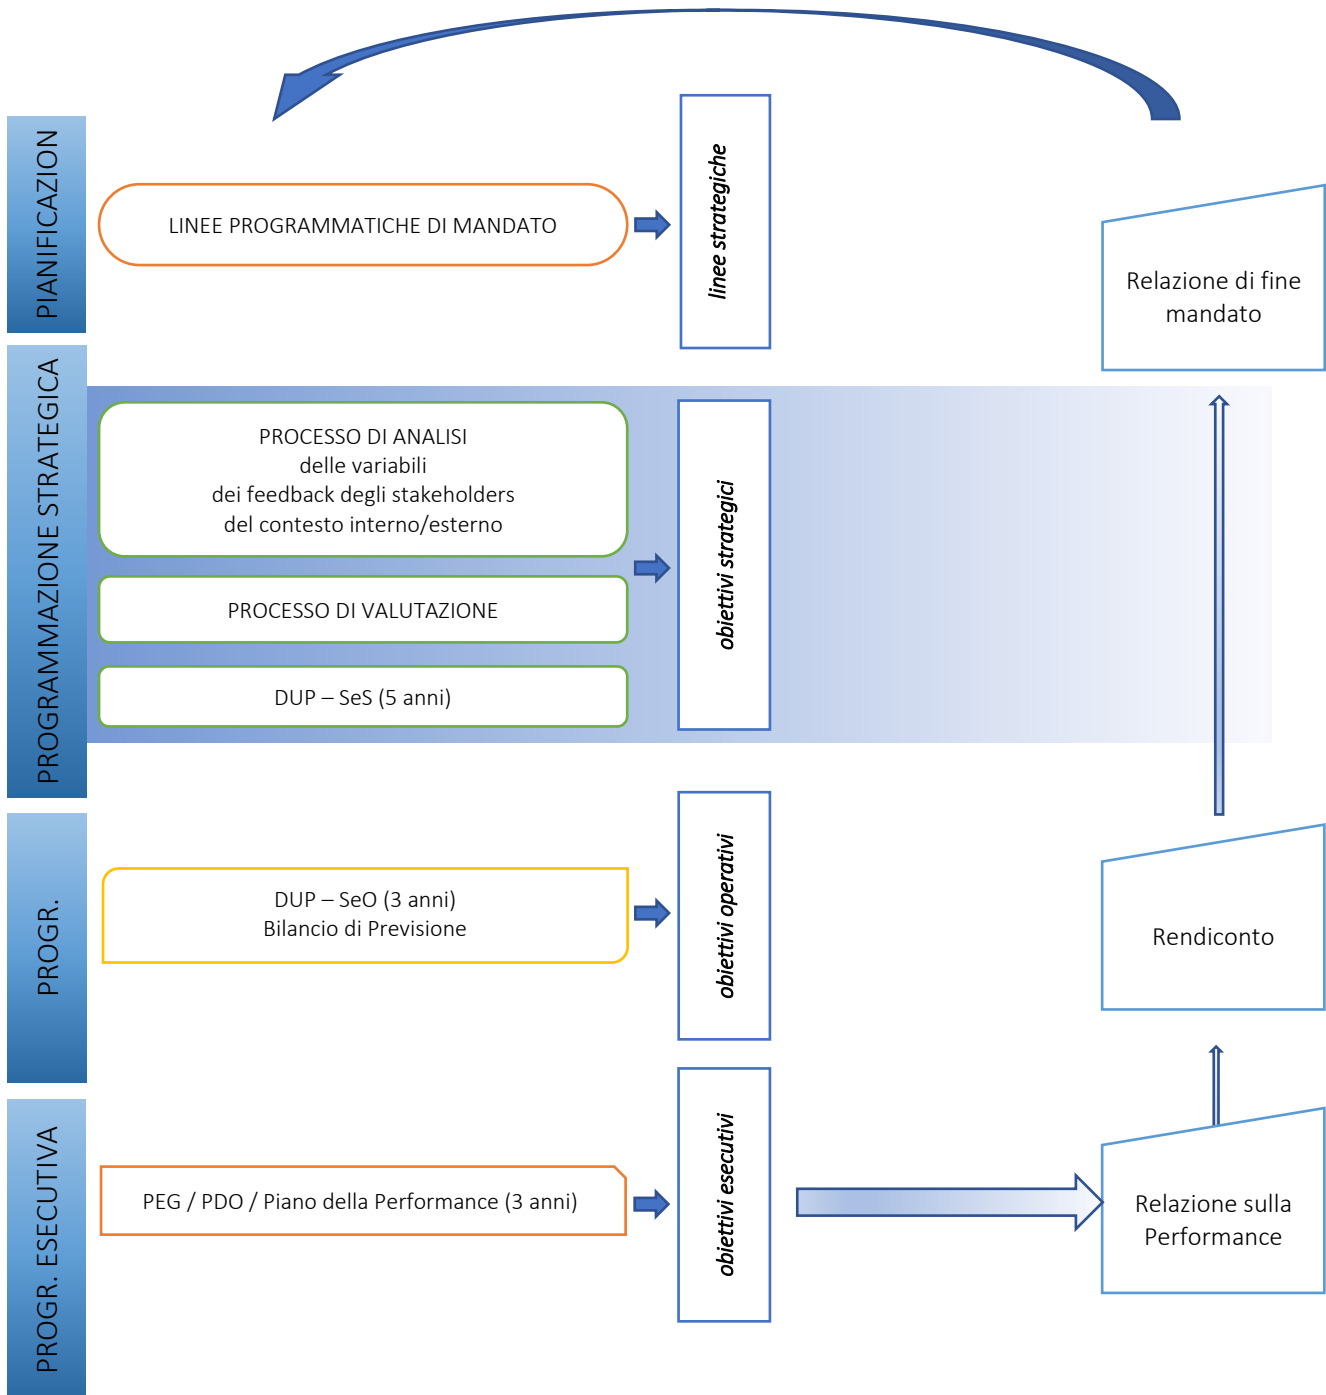 PIANIFICAZION
LINEE PROGRAMMATICHE DI MANDATO
linee strategiche
Relazione di fine
mandato
PROGRAMMAZIONE STRATEGICA
PROCESSO DI ANALISI
delle variabili
dei feedback degli stakeholders
del contesto interno/esterno
PROCESSO DI VALUTAZIONE
DUP – SeS (5 anni)
obiettivi strategici
PROGR.
DUP – SeO (3 anni)
Bilancio di Previsione
obiettivi operativi
Rendiconto
PROGR. ESECUTIVA
PEG / PDO / Piano della Performance (3 anni)
obiettivi esecutivi
Relazione sulla
Performance